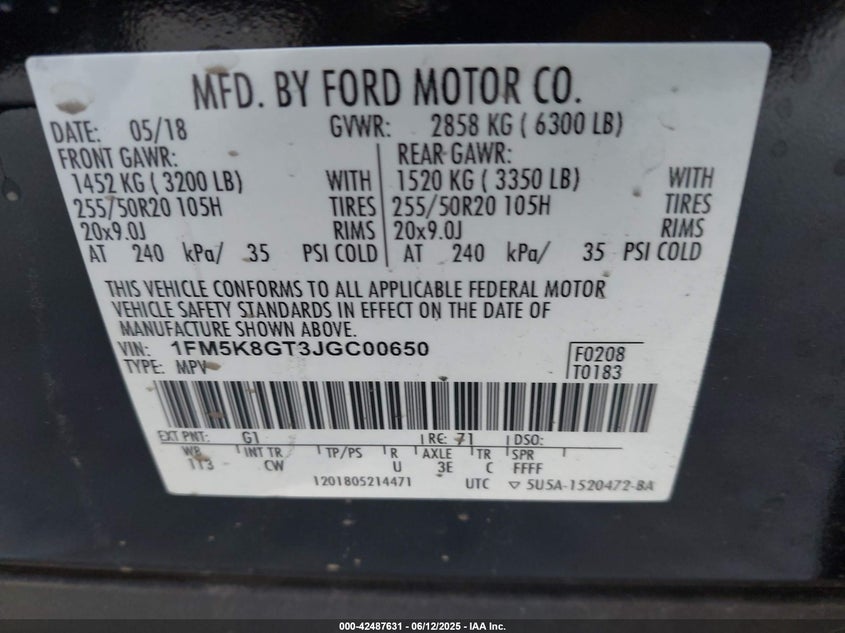 MFD. BY FORD MOTOR CO.
DATE: 05/18 GVWR: 2858 KG ( 6300 LB)
FRONT GAWR: REAR GAWR:
1452 KG ( 3200 LB) WITH 1520 KG ( 3350 LB) WITH
255/50R20 105H TIRES 255/50R20 105H TIRES
20x9.0J RIMS 20x9.0J RIMS
AT 240 kPa/ 35 PSI COLD AT 240 kPa/ 35 PSI COLD
THIS VEHICLE CONFORMS TO ALL APPLICABLE FEDERAL MOTOR
VEHICLE SAFETY STANDARDS IN EFFECT ON THE DATE OF
MANUFACTURE SHOWN ABOVE.
VIN: 1FM5K8GT3JGC00650 F0208
TYPE: MPV T0183
EXT PNT: G1 RC: 71 DSO:
WB INT TR TP/PS R AXLE TR SPR
113 CW U 3E C FFFF
1201805214471 UTC ▽ 5U5A-1520472-BA
000-42487631 - 06/12/2025 - IAA Inc.